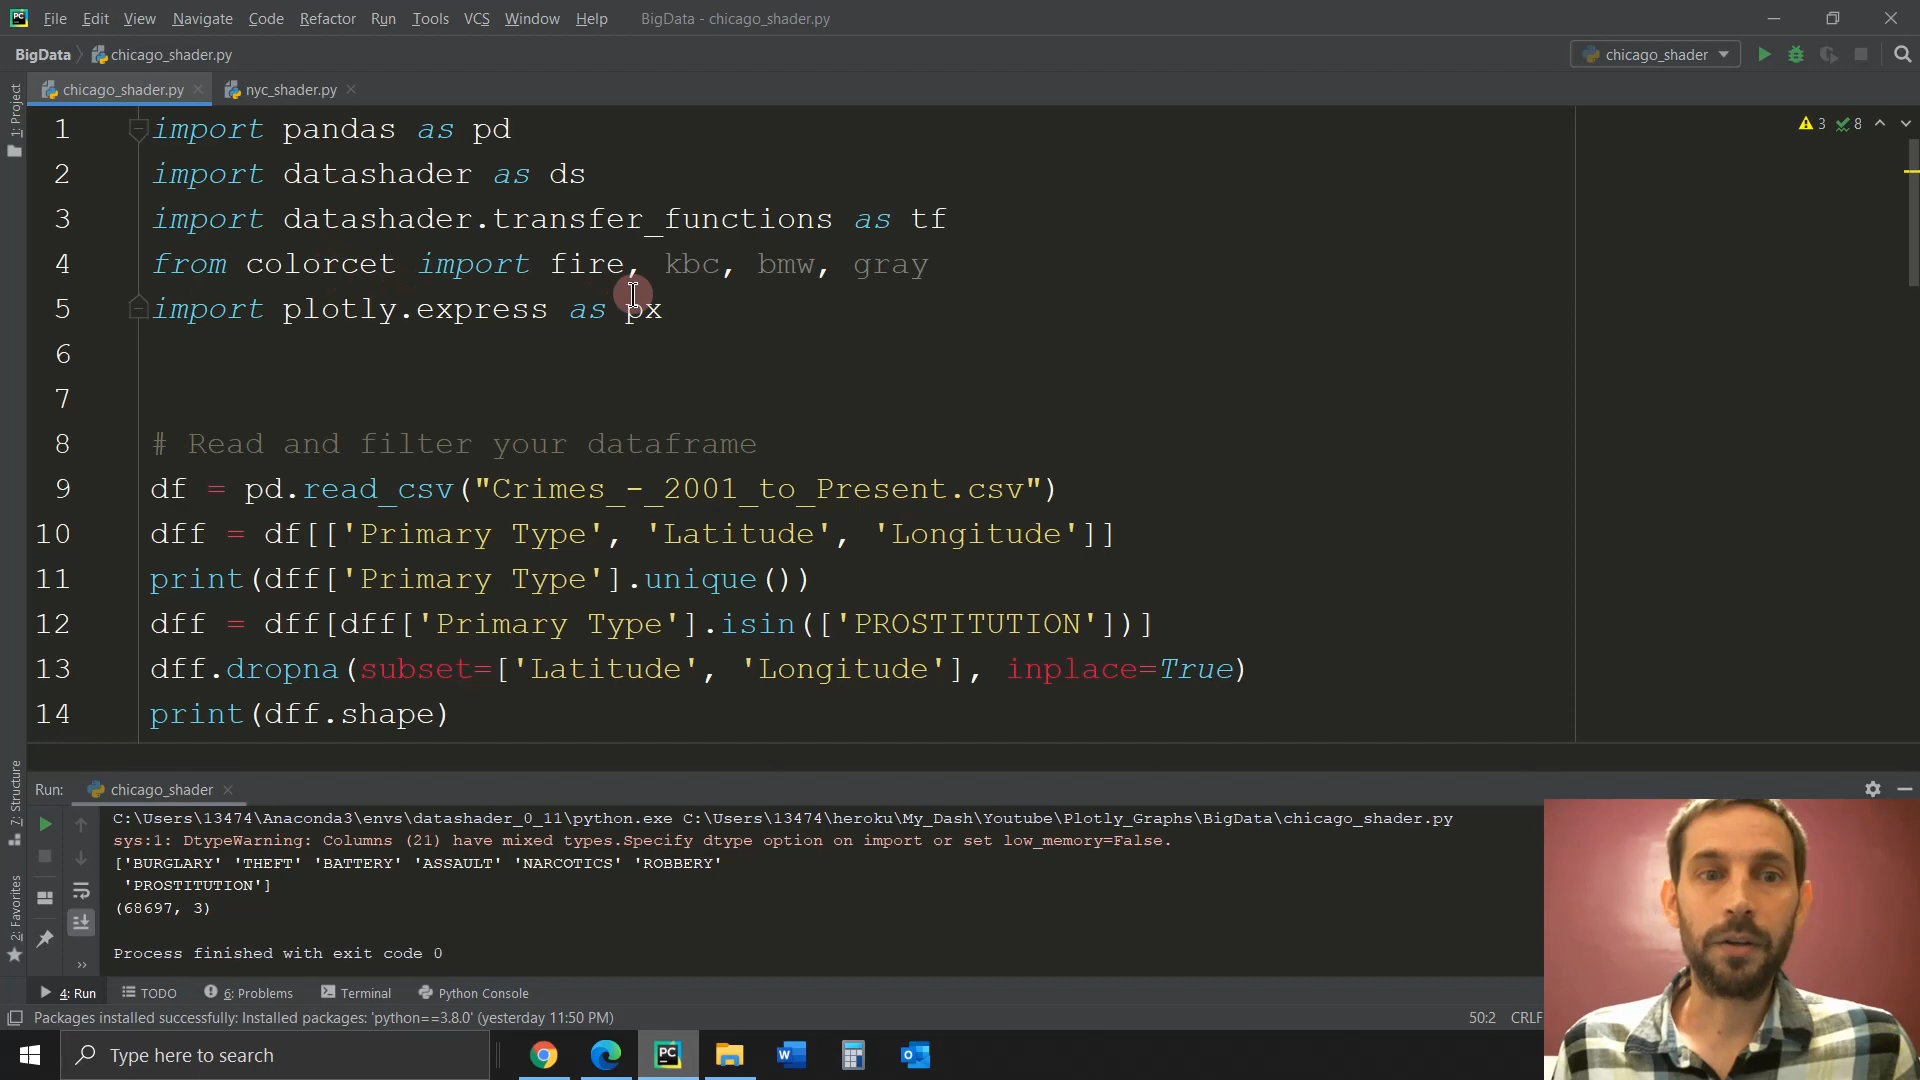 File Edit View Navigate Code Refactor Run Tools VCS Window Help BigData - chicago_shader.py
BigData chicago_shader.py chicago_shader
chicago_shader.py nyc_shader.py
1: Project
1 import pandas as pd
3 8
2 import datashader as ds
3 import datashader.transfer_functions as tf
4 from colorcet import fire, kbc, bmw, gray
5 import plotly.express as px
6
7
8 # Read and filter your dataframe
9 df = pd.read_csv("Crimes_-_2001_to_Present.csv")
10 dff = df[['Primary Type', 'Latitude', 'Longitude']]
11 print(dff['Primary Type'].unique())
12 dff = dff[dff['Primary Type'].isin(['PROSTITUTION'])]
13 dff.dropna(subset=['Latitude', 'Longitude'], inplace=True)
14 print(dff.shape)
7: Structure
2: Favorites
Run: chicago_shader
C:\Users\13474\Anaconda3\envs\datashader_0_11\python.exe C:\Users\13474\heroku\My_Dash\Youtube\Plotly_Graphs\BigData\chicago_shader.py
sys:1: DtypeWarning: Columns (21) have mixed types.Specify dtype option on import or set low_memory=False.
['BURGLARY' 'THEFT' 'BATTERY' 'ASSAULT' 'NARCOTICS' 'ROBBERY'
'PROSTITUTION']
(68697, 3)
Process finished with exit code 0
4: Run TODO 6: Problems Terminal Python Console
Packages installed successfully: Installed packages: 'python==3.8.0' (yesterday 11:50 PM) 50:2 CRLF
Type here to search